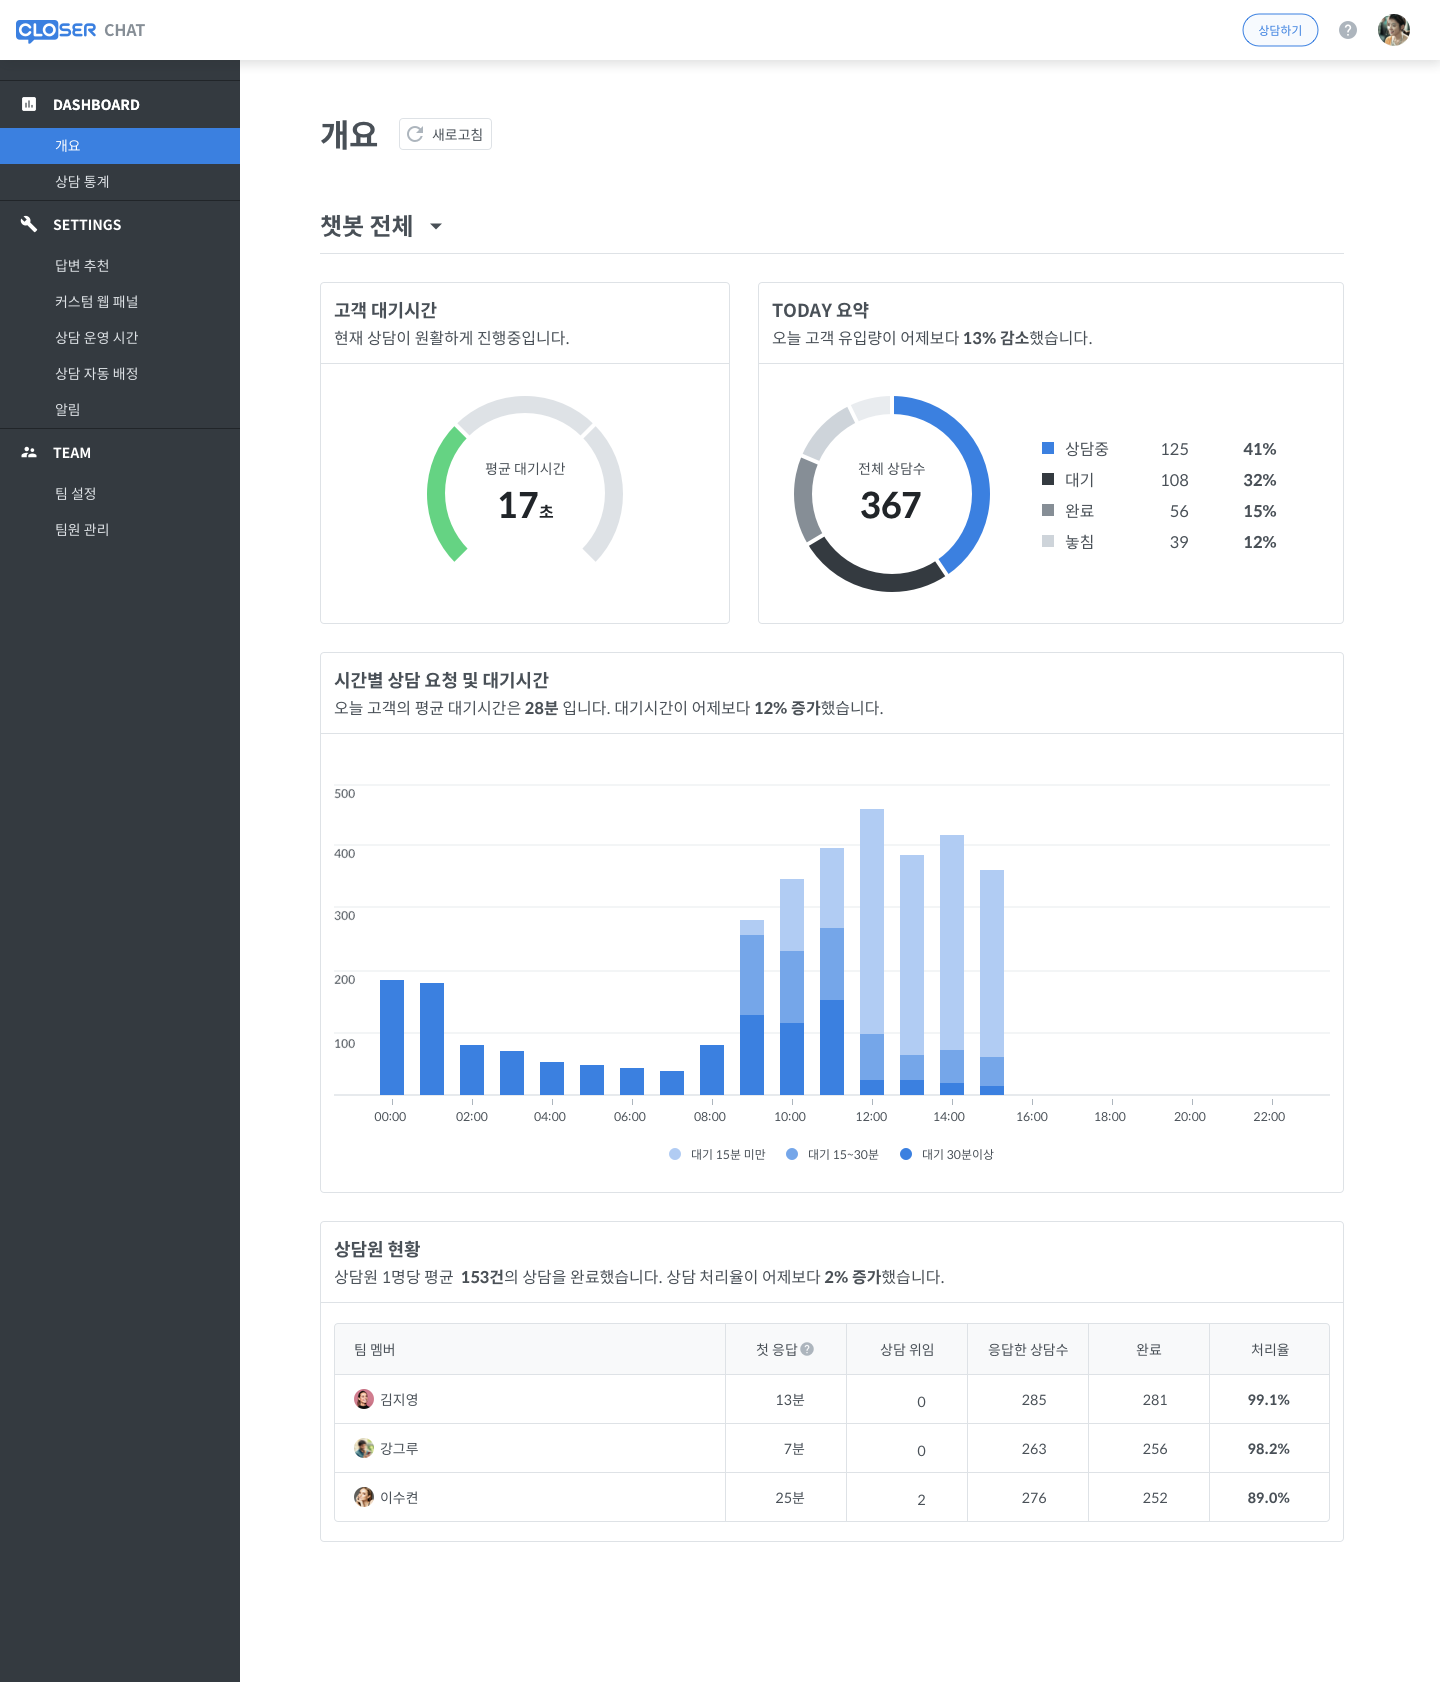 CLOSER CHAT
상담하기
?
DASHBOARD
개요
상담 통계
SETTINGS
답변 추천
커스텀 웹 패널
상담 운영 시간
상담 자동 배정
알림
TEAM
팀 설정
팀원 관리
개요 새로고침
챗봇 전체
고객 대기시간
현재 상담이 원활하게 진행중입니다.
평균 대기시간
17초
TODAY 요약
오늘 고객 유입량이 어제보다 13% 감소했습니다.
전체 상담수
367
상담중 125 41%
대기 108 32%
완료 56 15%
놓침 39 12%
시간별 상담 요청 및 대기시간
오늘 고객의 평균 대기시간은 28분 입니다. 대기시간이 어제보다 12% 증가했습니다.
500
400
300
200
100
00:00 02:00 04:00 06:00 08:00 10:00 12:00 14:00 16:00 18:00 20:00 22:00
대기 15분 미만 대기 15~30분 대기 30분이상
상담원 현황
상담원 1명당 평균 153건의 상담을 완료했습니다. 상담 처리율이 어제보다 2% 증가했습니다.
팀 멤버 첫 응답? 상담 위임 응답한 상담수 완료 처리율
김지영 13분 0 285 281 99.1%
강그루 7분 0 263 256 98.2%
이수켠 25분 2 276 252 89.0%